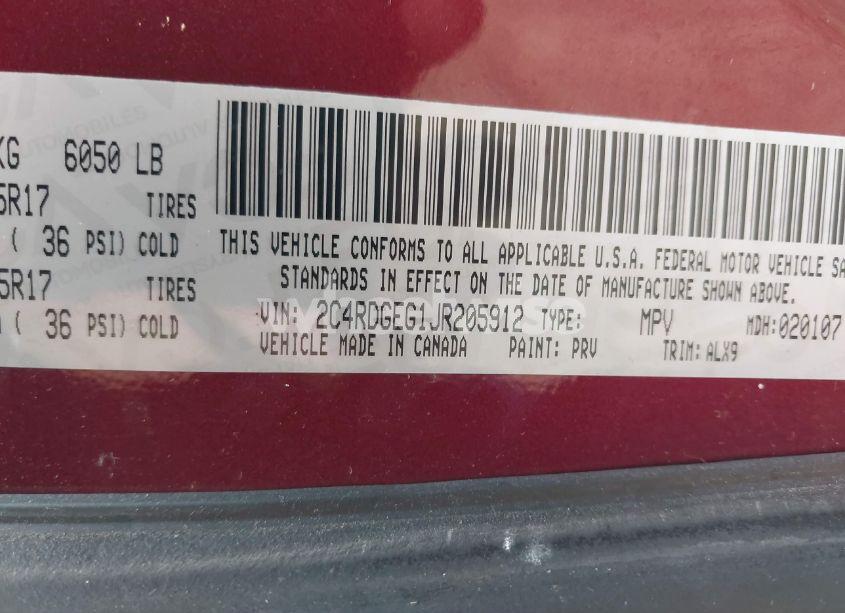 KG 6050 LB
5R17 TIRES
( 36 PSI) COLD
5R17 TIRES
( 36 PSI) COLD
THIS VEHICLE CONFORMS TO ALL APPLICABLE U.S.A. FEDERAL MOTOR VEHICLE SA
STANDARDS IN EFFECT ON THE DATE OF MANUFACTURE SHOWN ABOVE.
VIN: 2C4RDGEG1JR205912 TYPE: MPV MDH:020107
VEHICLE MADE IN CANADA PAINT: PRV TRIM: ALX9